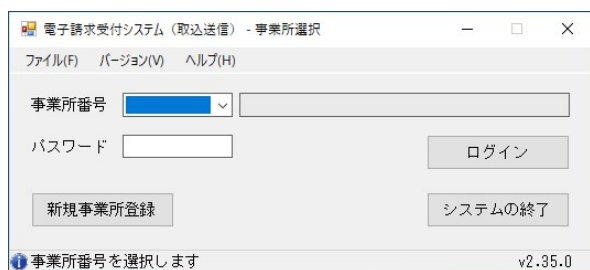 電子請求受付システム（取込送信） - 事業所選択
ファイル(F) バージョン(V) ヘルプ(H)
事業所番号
パスワード
ログイン
新規事業所登録
システムの終了
事業所番号を選択します
v2.35.0